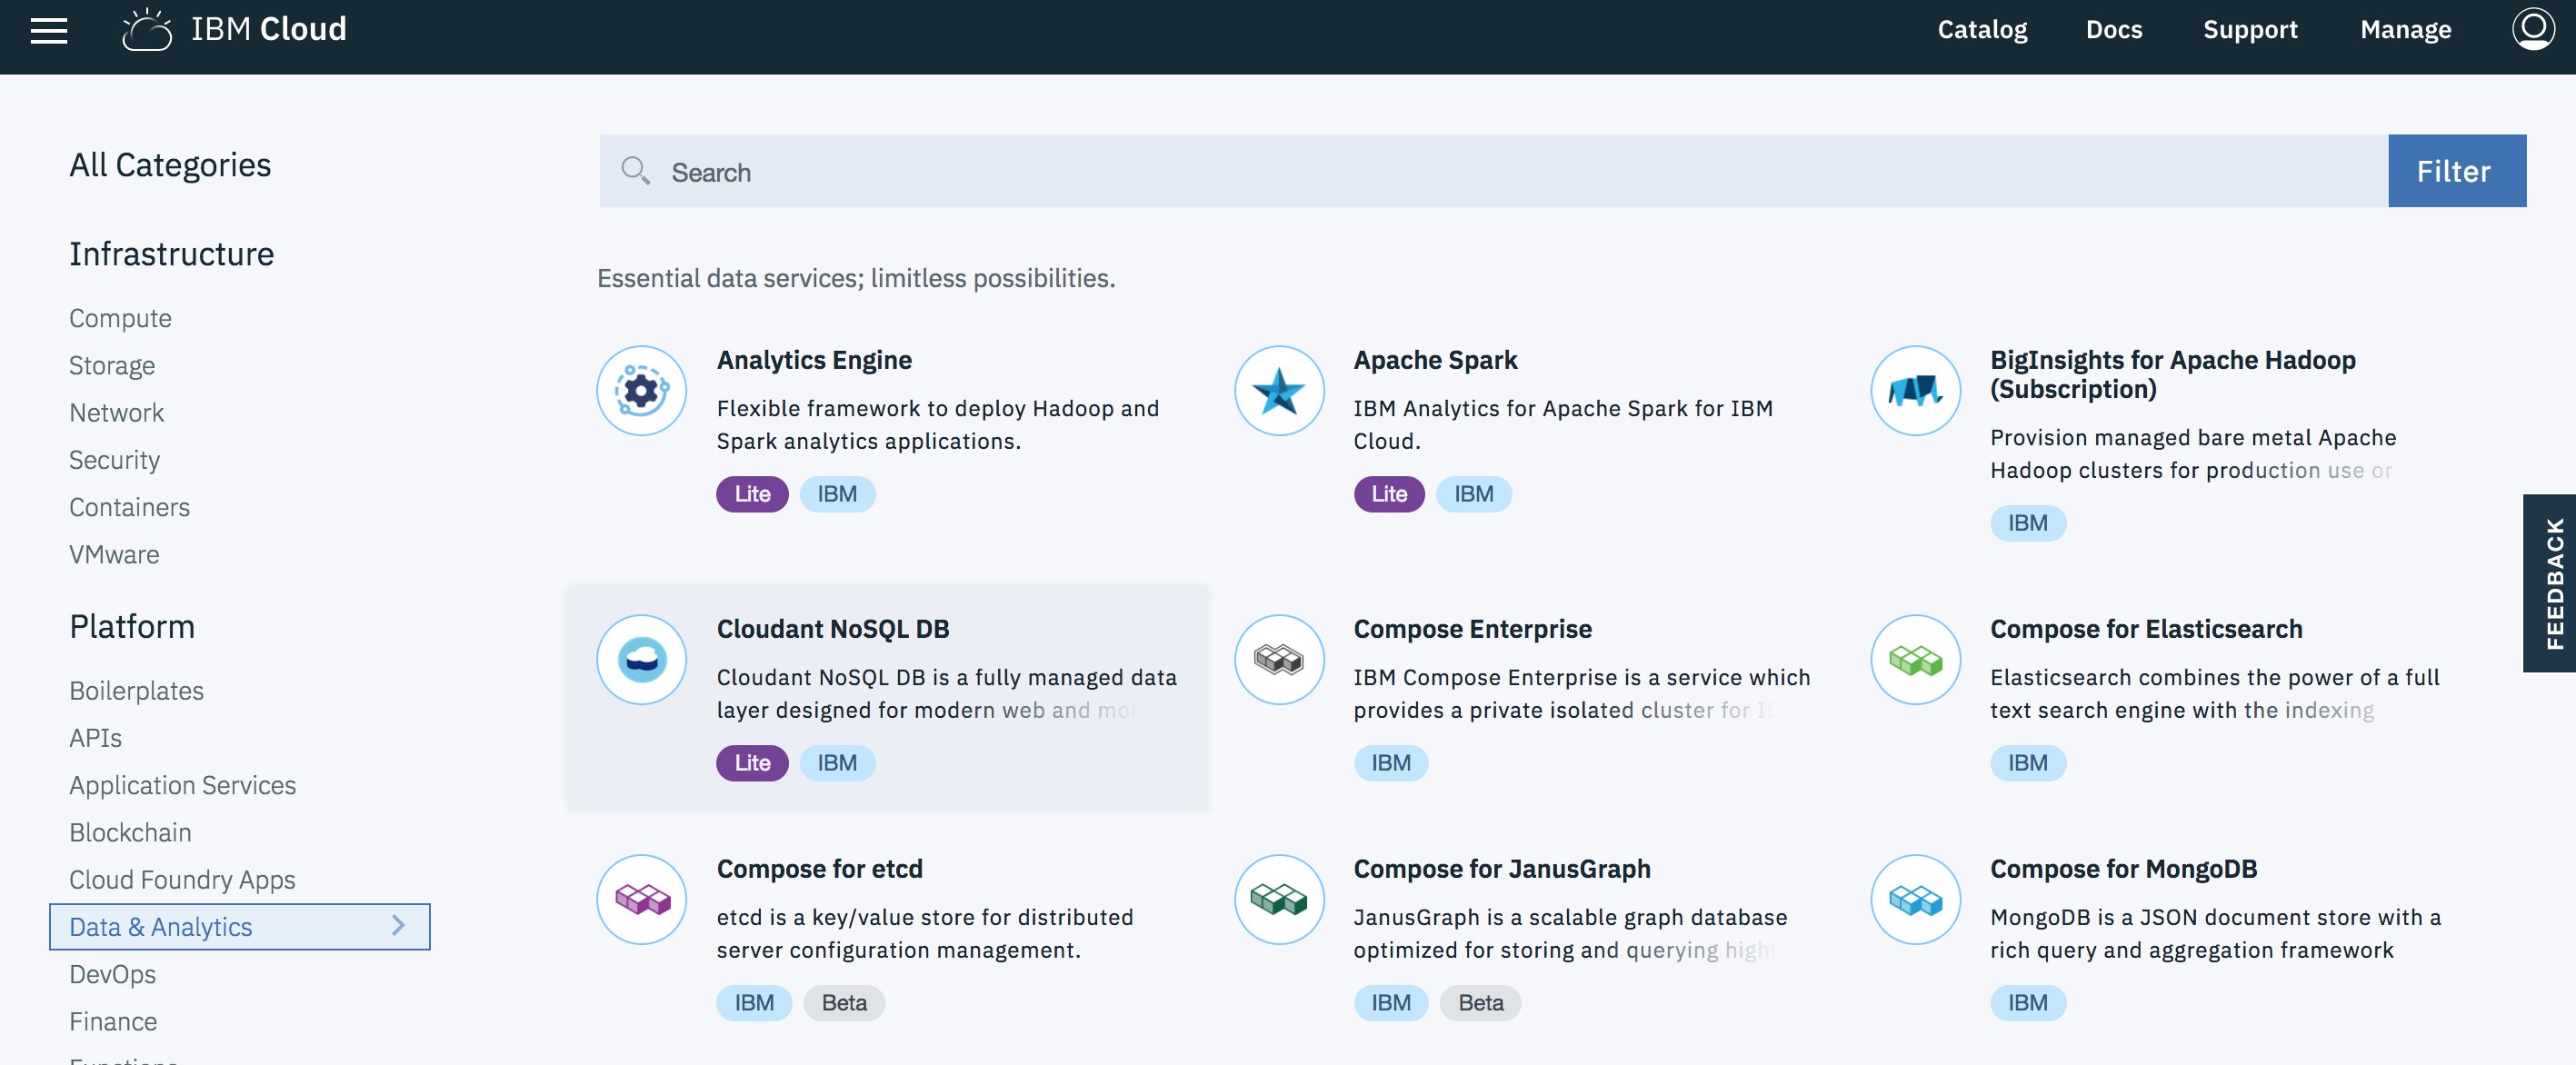 IBM Cloud
Catalog
Docs
Support
Manage
All Categories
Infrastructure
Compute
Storage
Network
Security
Containers
VMware
Platform
Boilerplates
APIs
Application Services
Blockchain
Cloud Foundry Apps
Data & Analytics
DevOps
Finance
Functions
Search
Filter
Essential data services; limitless possibilities.
Analytics Engine
Flexible framework to deploy Hadoop and
Spark analytics applications.
Lite IBM
Apache Spark
IBM Analytics for Apache Spark for IBM
Cloud.
Lite IBM
BigInsights for Apache Hadoop
(Subscription)
Provision managed bare metal Apache
Hadoop clusters for production use or
IBM
Cloudant NoSQL DB
Cloudant NoSQL DB is a fully managed data
layer designed for modern web and mob
Lite IBM
Compose Enterprise
IBM Compose Enterprise is a service which
provides a private isolated cluster for
IBM
Compose for Elasticsearch
Elasticsearch combines the power of a full
text search engine with the indexing
IBM
Compose for etcd
etcd is a key/value store for distributed
server configuration management.
IBM Beta
Compose for JanusGraph
JanusGraph is a scalable graph database
optimized for storing and querying high
IBM Beta
Compose for MongoDB
MongoDB is a JSON document store with a
rich query and aggregation framework
IBM
FEEDBACK